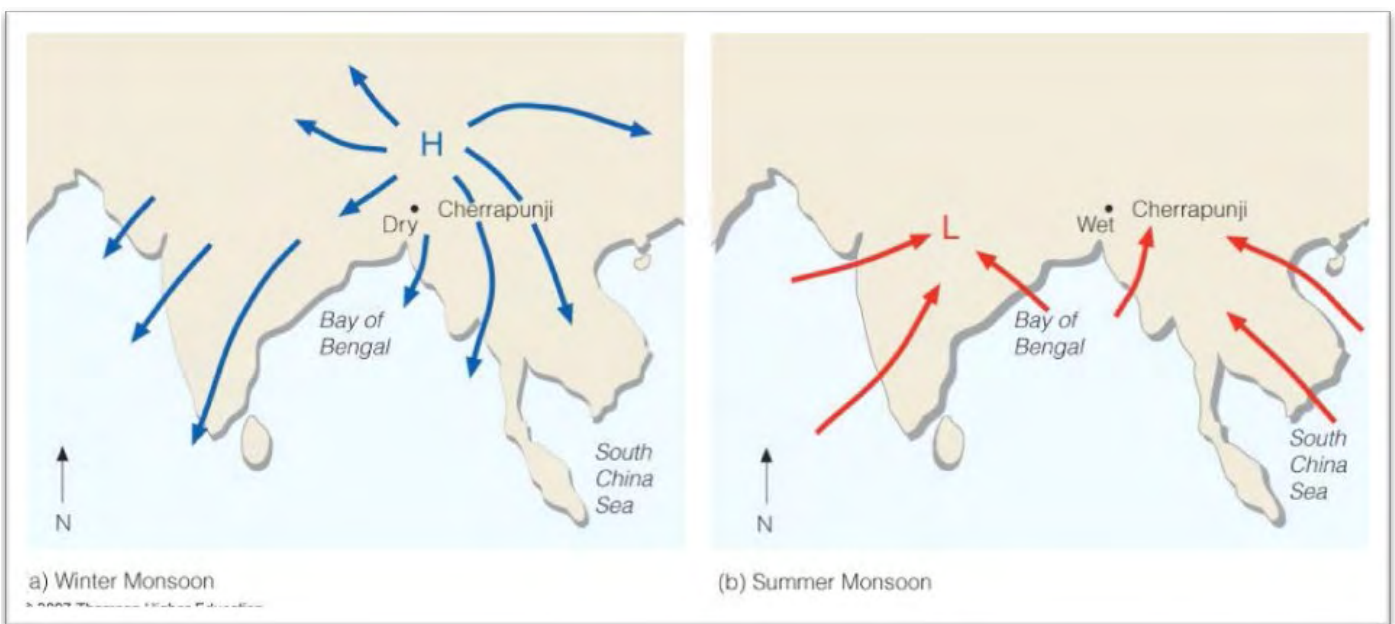 H
Cherrapunji
Dry
Bay of
Bengal
South
China
Sea
N
a) Winter Monsoon
Cherrapunji
Wet
L
Bay of
Bengal
South
China
Sea
N
(b) Summer Monsoon